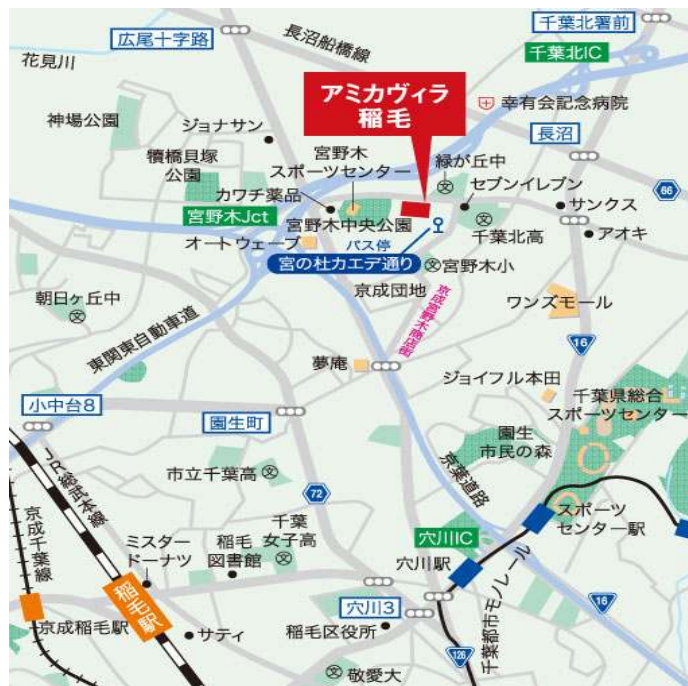 広尾十字路
長沼船橋線
千葉北署前
千葉北IC
花見川
アミカヴィラ
稲毛
幸有会記念病院
神場公園
ジョナサン
長沼
犢橋貝塚
公園
宮野木
スポーツセンター
緑が丘中
セブンイレブン
66
カワチ薬品
サンクス
宮野木Jct
宮野木中央公園
オートウェーブ
バス停
千葉北高
アオキ
宮の杜カエデ通り
宮野木小
京成団地
朝日ヶ丘中
京成宮野木商店街
ワンズモール
東関東自動車道
16
夢庵
ジョイフル本田
千葉県総合
スポーツセンター
小中台8
園生町
園生
市民の森
京葉道路
市立千葉高
JR総武本線
72
京成千葉線
スポーツ
センター駅
千葉
女子高
穴川IC
ミスター
ドーナツ
稲毛
図書館
穴川駅
千葉都市モノレール
稲毛駅
穴川3
16
京成稲毛駅
サティ
稲毛区役所
126
敬愛大